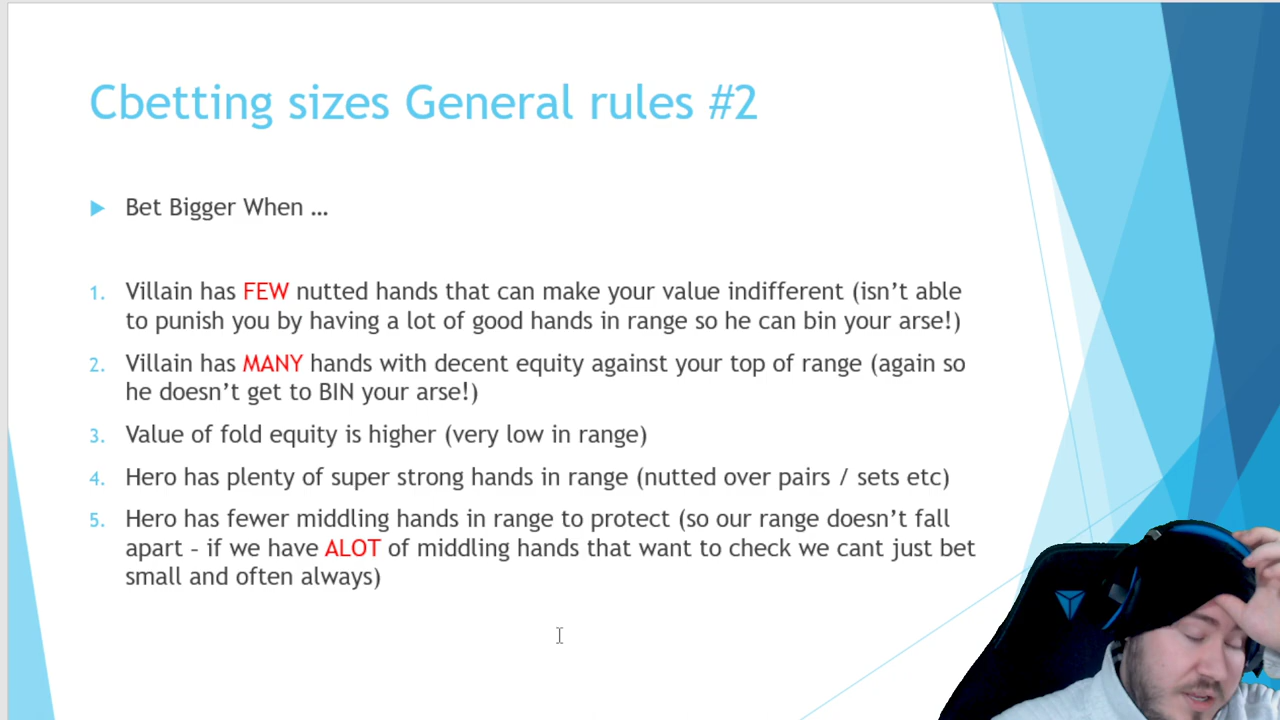 Cbetting sizes General rules #2
Bet Bigger When …
1. Villain has FEW nutted hands that can make your value indifferent (isn't able
to punish you by having a lot of good hands in range so he can bin your arse!)
2. Villain has MANY hands with decent equity against your top of range (again so
he doesn't get to BIN your arse!)
3. Value of fold equity is higher (very low in range)
4. Hero has plenty of super strong hands in range (nutted over pairs / sets etc)
5. Hero has fewer middling hands in range to protect (so our range doesn't fall
apart – if we have ALOT of middling hands that want to check we cant just bet
small and often always)